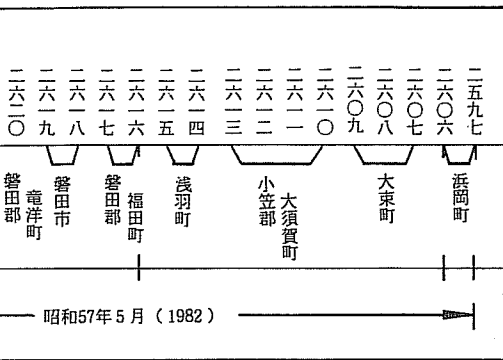 二五九七
二六〇六
二六〇七
二六〇八
二六〇九
二六一〇
二六一一
二六一二
二六一三
二六一四
二六一五
二六一六
二六一七
二六一八
二六一九
二六二〇
浜岡町
大東町
大須賀町
小笠郡
浅羽町
福田町
磐田郡
磐田市
竜洋町
磐田郡
昭和57年5月(1982)